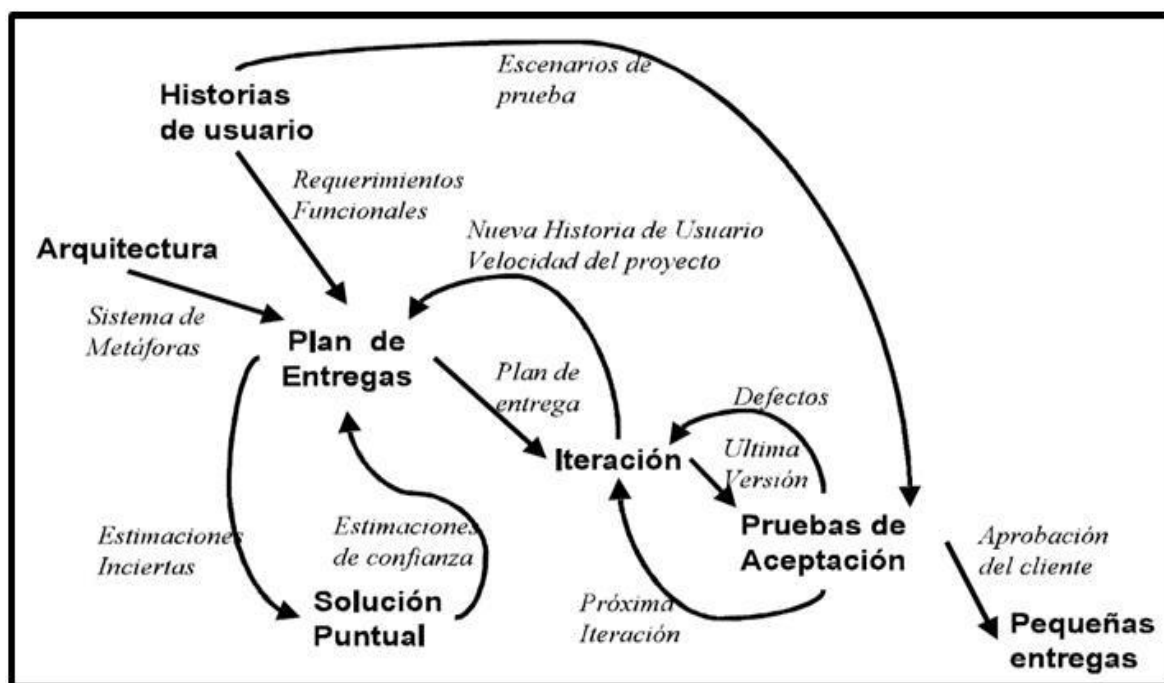 Escenarios de
prueba
Historias
de usuario
Requerimientos
Funcionales
Nueva Historia de Usuario
Velocidad del proyecto
Arquitectura
Sistema de
Metáforas
Plan de
Entregas
Plan de
entrega
Defectos
Iteración
Ultima
Versión
Pruebas de
Aceptación
Estimaciones
Inciertas
Estimaciones
de confianza
Aprobación
del cliente
Solución
Puntual
Próxima
Iteración
Pequeñas
entregas